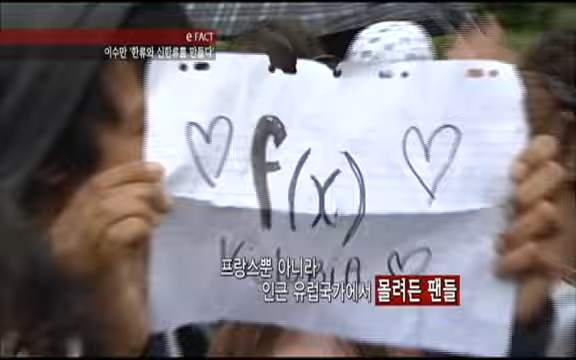 e FACT
이수만 '한류와 신한류를 만들다'
f(x)
프랑스뿐 아니라
인근 유럽국가에서 몰려든 팬들